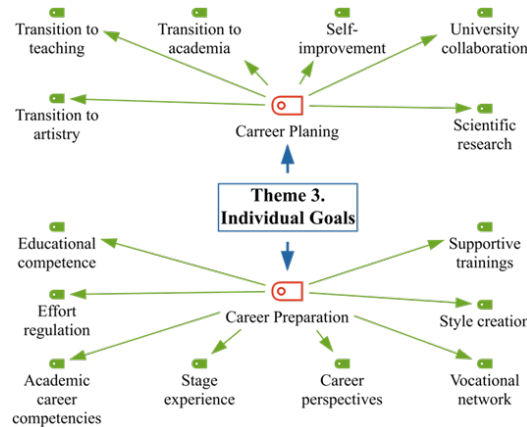 Transition to
teaching
Transition to
academia
Self-
improvement
University
collaboration
Transition to
artistry
Carreer Planing
Scientific
research
Theme 3.
Individual Goals
Educational
competence
Supportive
trainings
Effort
regulation
Career Preparation
Style creation
Academic
career
competencies
Stage
experience
Career
perspectives
Vocational
network